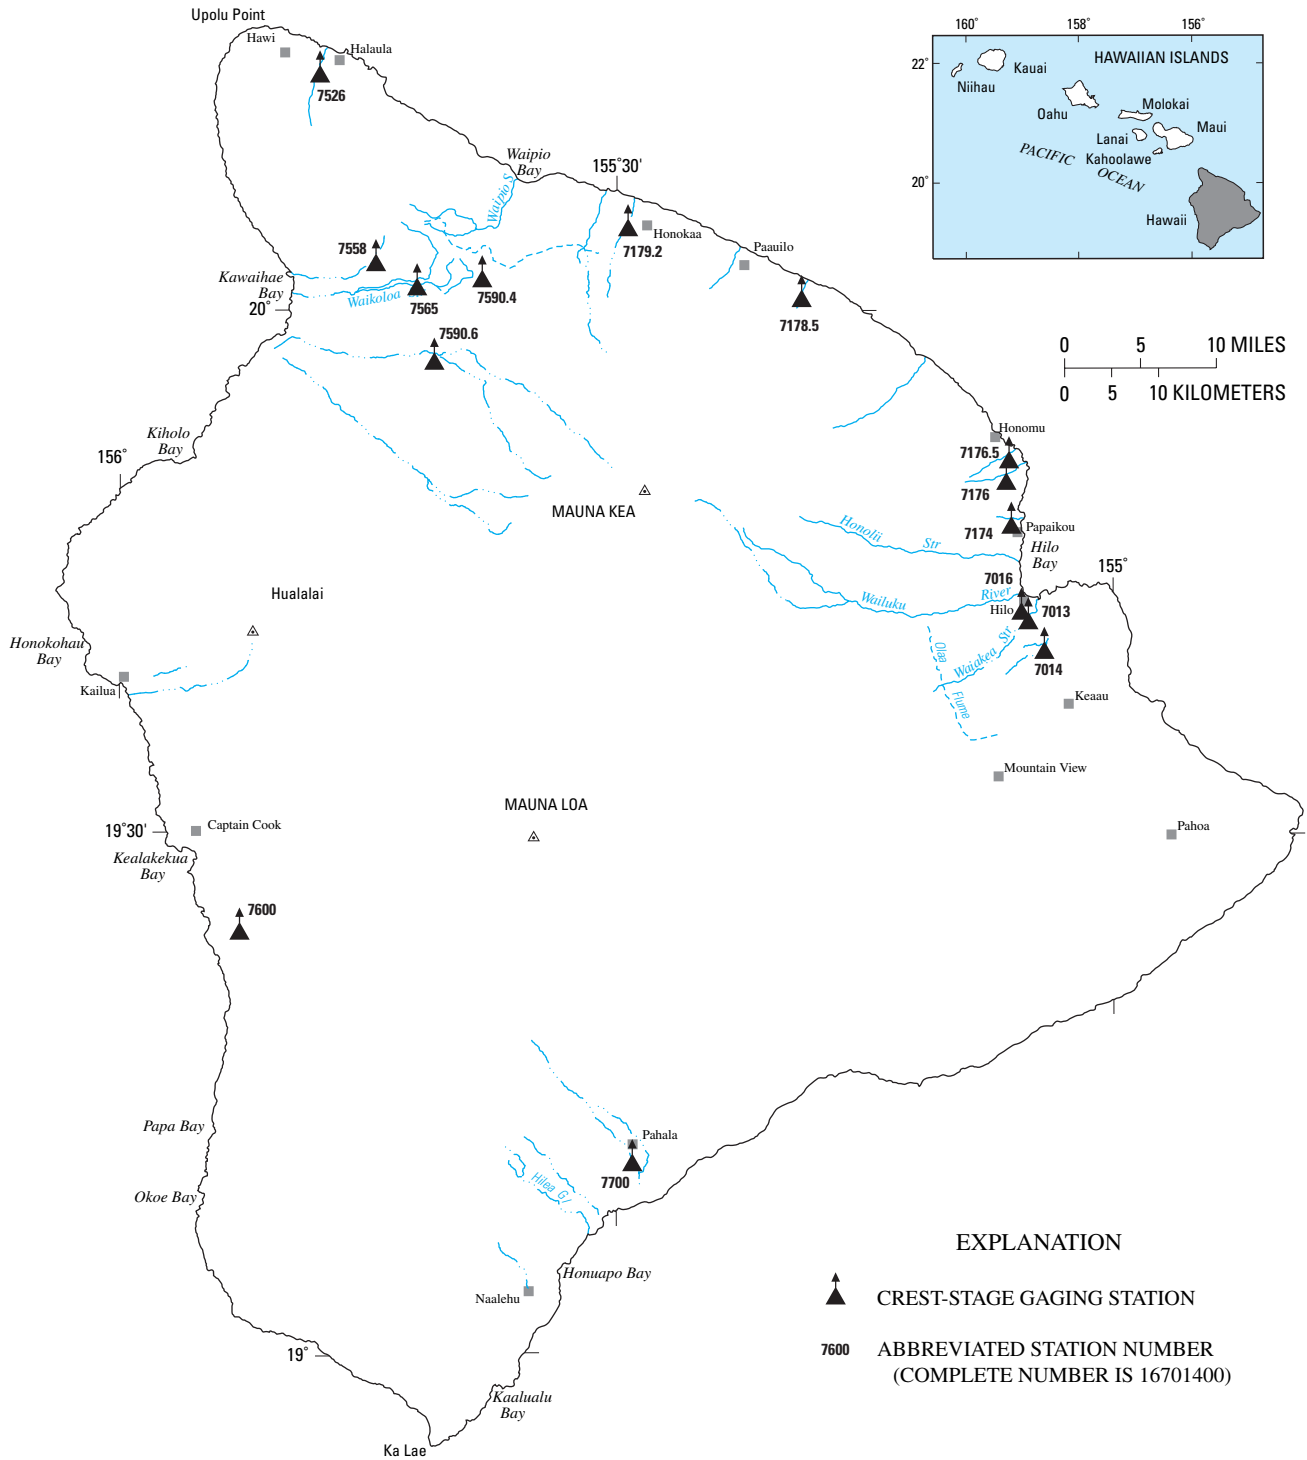 Upolu Point
Hawi
Halaula
7526
160˚
158˚
156˚
22˚
20˚
HAWAIIAN ISLANDS
Kauai
Niihau
Oahu
Molokai
Lanai
Maui
Kahoolawe
PACIFIC
OCEAN
Hawaii
Waipio
Bay
155˚30'
Waipio S
Honokaa
7179.2
Paauilo
7558
Kawaihae
Bay
20˚
Waikoloa
7565
7590.4
7178.5
7590.6
0 5 10 MILES
0 5 10 KILOMETERS
Kiholo
Bay
156˚
Honomu
7176.5
7176
MAUNA KEA
7174
Papaikou
Honolii Str
Hilo
Bay
7016
155˚
Hualalai
Wailuku River
Hilo
7013
Honokohau
Bay
Olaa Flume
Waiakea Str
7014
Kailua
Keaau
Mountain View
MAUNA LOA
19˚30'
Captain Cook
Pahoa
Kealakekua
Bay
7600
Papa Bay
Pahala
Okoe Bay
Hilea Gl
7700
EXPLANATION
Honuapo Bay
Naalehu
CREST-STAGE GAGING STATION
7600 ABBREVIATED STATION NUMBER
(COMPLETE NUMBER IS 16701400)
19˚
Kaalualu
Bay
Ka Lae